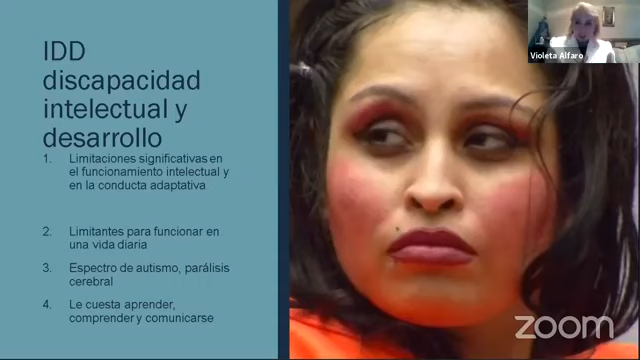 IDD
discapacidad
intelectual y
desarrollo
1. Limitaciones significativas en
el funcionamiento intelectual y
en la conducta adaptativa
2. Limitantes para funcionar en
una vida diaria
3. Espectro de autismo, parálisis
cerebral
4. Le cuesta aprender,
comprender y comunicarse
Violeta Alfaro
zoom